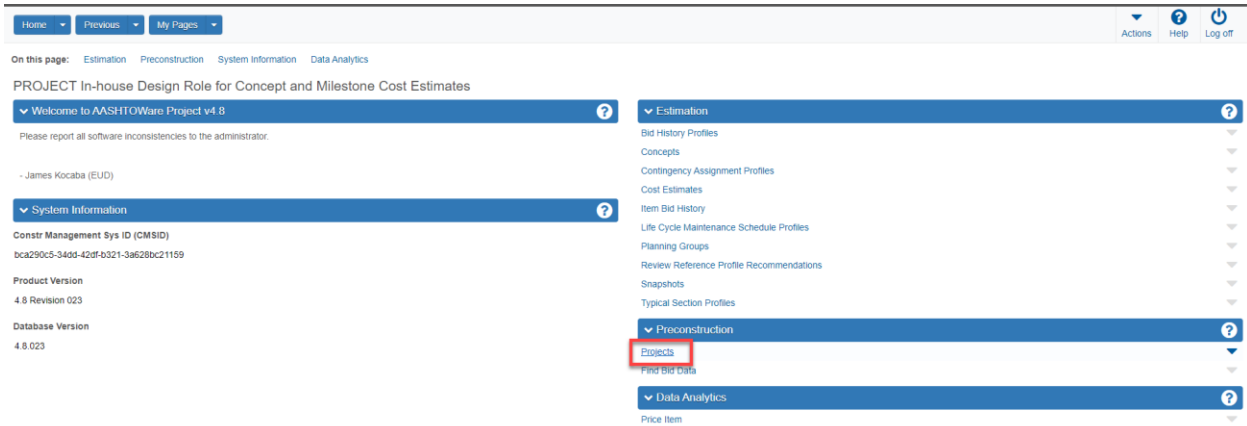 Home Previous My Pages
Actions Help Log off
On this page: Estimation Preconstruction System Information Data Analytics
PROJECT In-house Design Role for Concept and Milestone Cost Estimates
Welcome to AASHTOWare Project v4.8 ?
Please report all software inconsistencies to the administrator.
- James Kocaba (EUD)
System Information ?
Constr Management Sys ID (CMSID)
bca290c5-34dd-42df-b321-3a628bc21159
Product Version
4.8 Revision 023
Database Version
4.8.023
Estimation ?
Bid History Profiles
Concepts
Contingency Assignment Profiles
Cost Estimates
Item Bid History
Life Cycle Maintenance Schedule Profiles
Planning Groups
Review Reference Profile Recommendations
Snapshots
Typical Section Profiles
Preconstruction ?
Projects
Find Bid Data
Data Analytics ?
Price Item